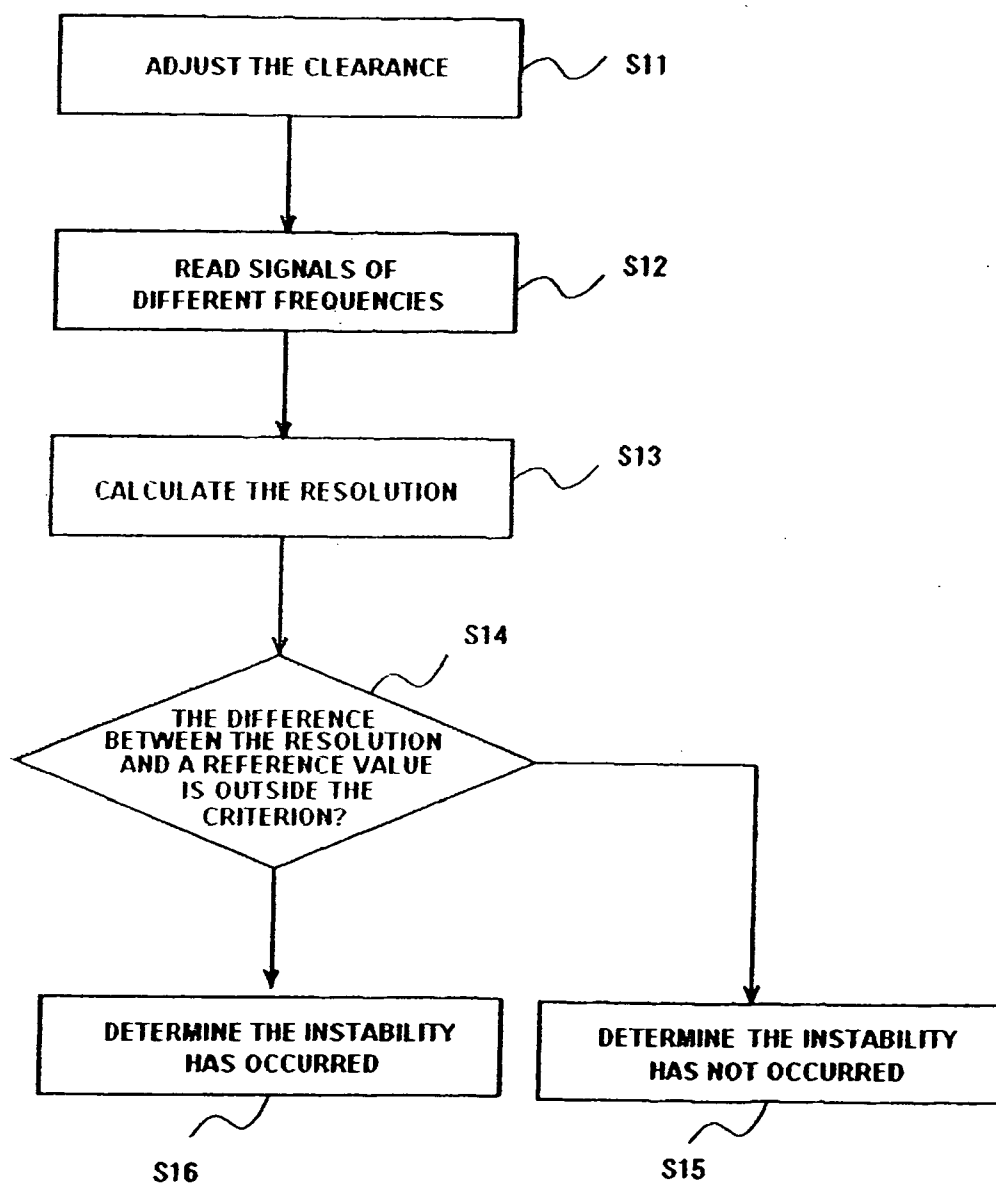 ADJUST THE CLEARANCE
S11
READ SIGNALS OF
DIFFERENT FREQUENCIES
S12
CALCULATE THE RESOLUTION
S13
S14
THE DIFFERENCE
BETWEEN THE RESOLUTION
AND A REFERENCE VALUE
IS OUTSIDE THE
CRITERION?
DETERMINE THE INSTABILITY
HAS OCCURRED
S16
DETERMINE THE INSTABILITY
HAS NOT OCCURRED
S15